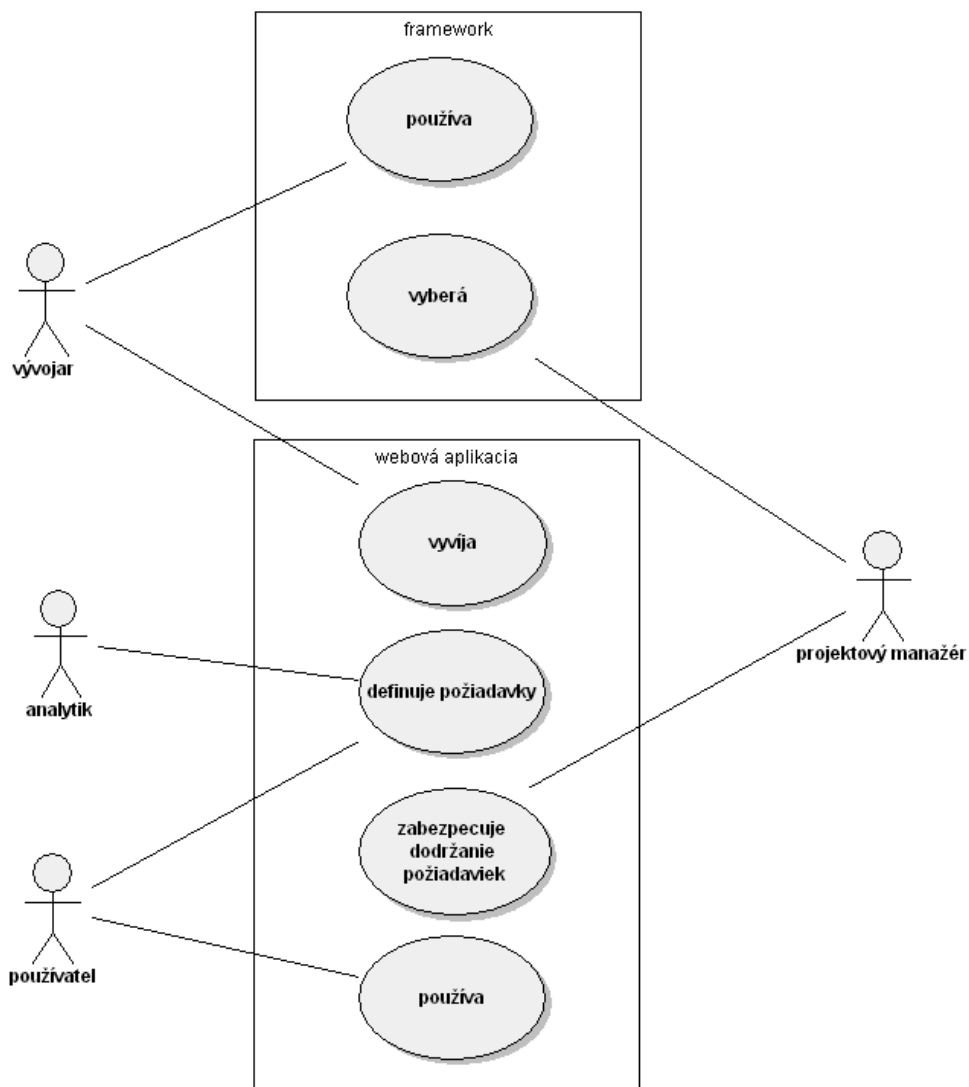 framework
používa
vyberá
vývojar
webová aplikacia
vyvíja
projektový manažér
definuje požiadavky
analytik
zabezpecuje
dodržanie
požiadaviek
používatel
používa